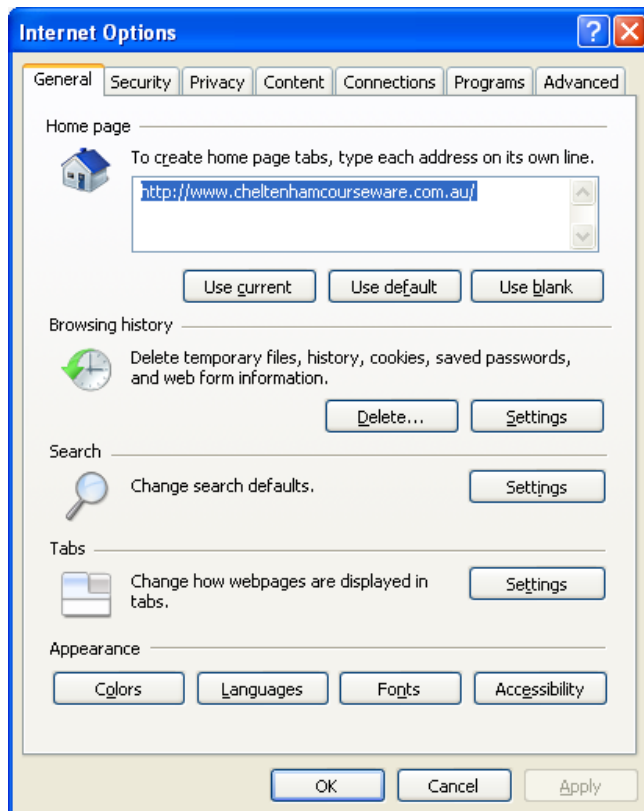 Internet Options
General Security Privacy Content Connections Programs Advanced
Home page
To create home page tabs, type each address on its own line.
http://www.cheltenhamcourseware.com.au/
Use current Use default Use blank
Browsing history
Delete temporary files, history, cookies, saved passwords,
and web form information.
Delete... Settings
Search
Change search defaults. Settings
Tabs
Change how webpages are displayed in
tabs. Settings
Appearance
Colors Languages Fonts Accessibility
OK Cancel Apply